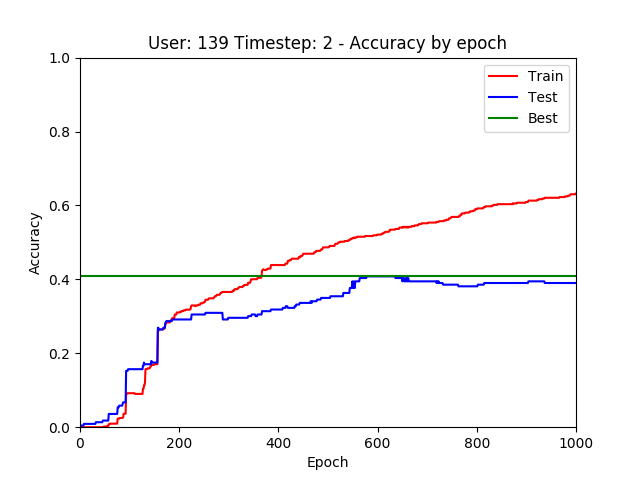 User: 139 Timestep: 2 - Accuracy by epoch
1.0
0.8
0.6
0.4
0.2
0.0
Accuracy
Train
Test
Best
0 200 400 600 800 1000
Epoch